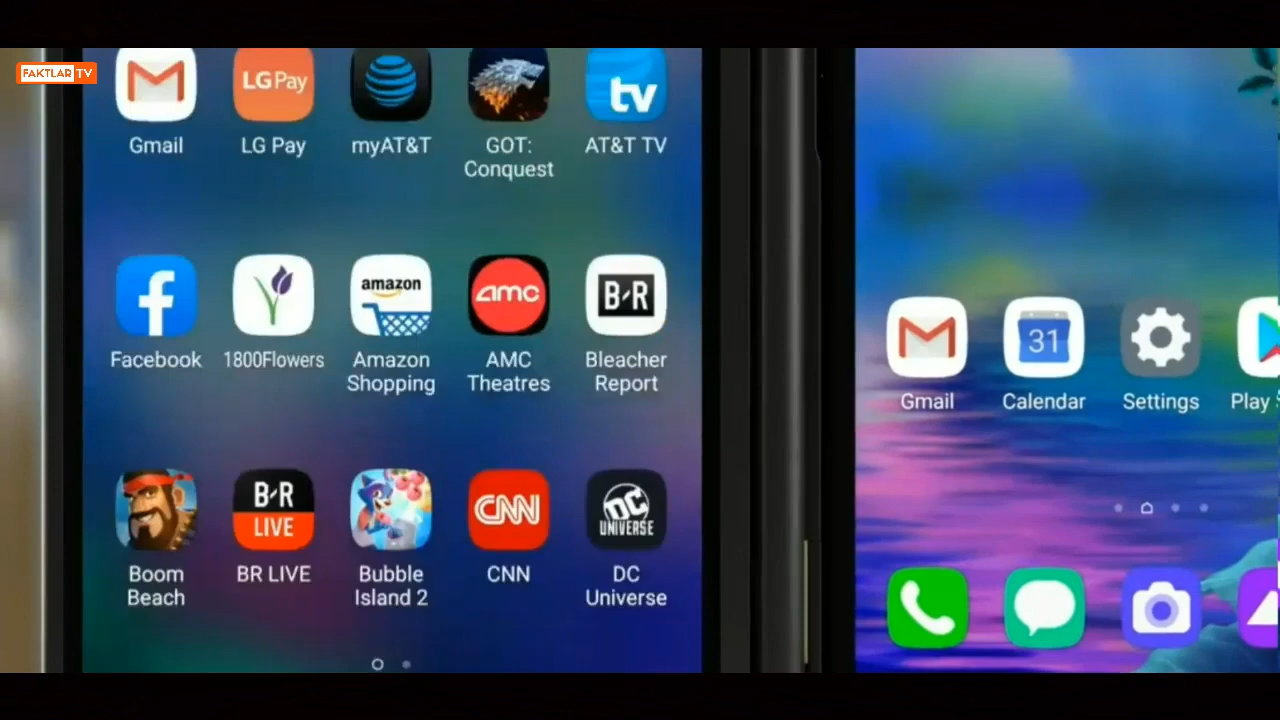 FAKTLAR TV
LG Pay
tv
Gmail
LG Pay
myAT&T
GOT:
Conquest
AT&T TV
amazon
amc
B·R
Facebook
1800Flowers
Amazon
Shopping
AMC
Theatres
Bleacher
Report
B·R
LIVE
CNN
DC
UNIVERSE
Boom
Beach
BR LIVE
Bubble
Island 2
CNN
DC
Universe
31
Gmail
Calendar
Settings
Play